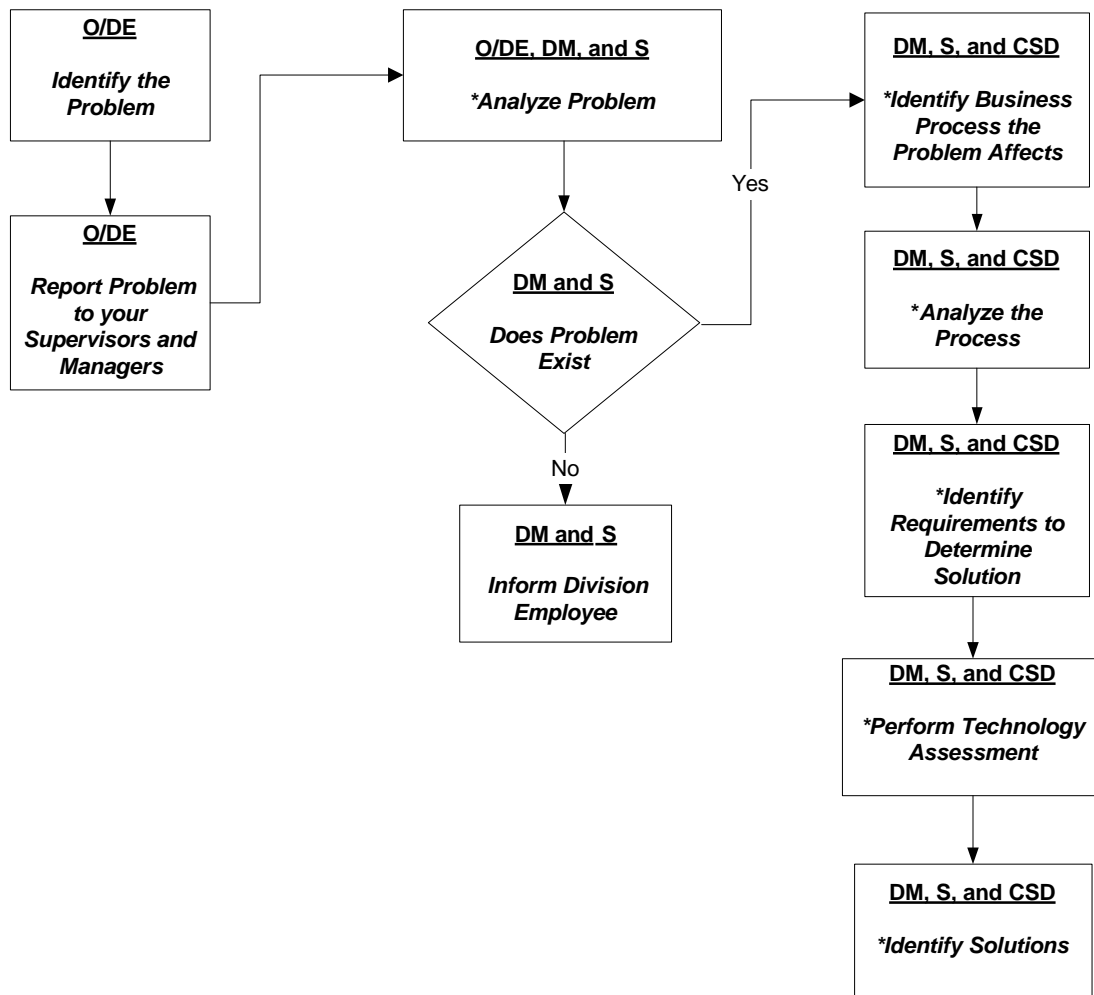 O/DE
Identify the
Problem
O/DE
Report Problem
to your
Supervisors and
Managers
O/DE, DM, and S
*Analyze Problem
DM and S
Does Problem
Exist
No
DM and S
Inform Division
Employee
Yes
DM, S, and CSD
*Identify Business
Process the
Problem Affects
DM, S, and CSD
*Analyze the
Process
DM, S, and CSD
*Identify
Requirements to
Determine
Solution
DM, S, and CSD
*Perform Technology
Assessment
DM, S, and CSD
*Identify Solutions